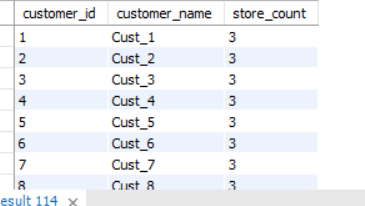 customer_id customer_name store_count
1 Cust_1 3
2 Cust_2 3
3 Cust_3 3
4 Cust_4 3
5 Cust_5 3
6 Cust_6 3
7 Cust_7 3
8 Cust_8 3
esult 114 ×